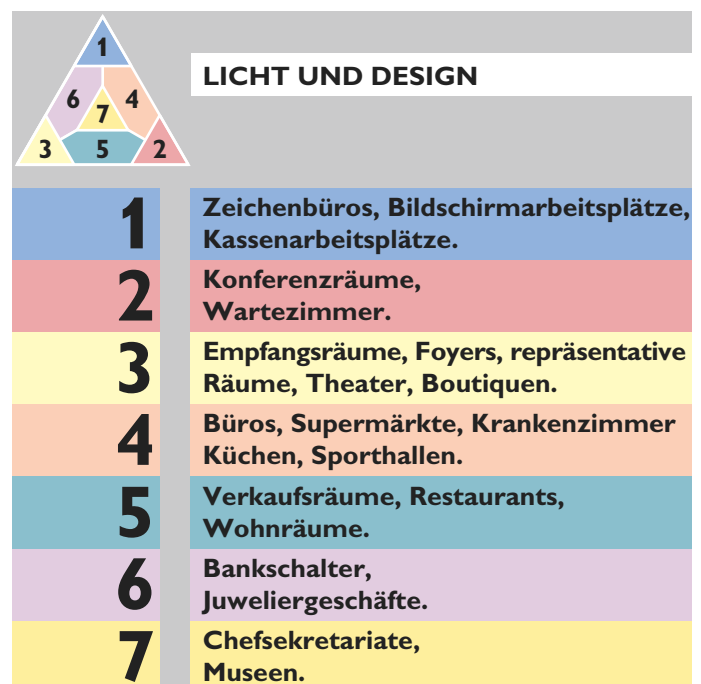 1
LICHT UND DESIGN
6 4
7
3 5 2
1
Zeichenbüros, Bildschirmarbeitsplätze,
Kassenarbeitsplätze.
2
Konferenzräume,
Wartezimmer.
3
Empfangsräume, Foyers, repräsentative
Räume, Theater, Boutiquen.
4
Büros, Supermärkte, Krankenzimmer
Küchen, Sporthallen.
5
Verkaufsräume, Restaurants,
Wohnräume.
6
Bankschalter,
Juweliergeschäfte.
7
Chefsekretariate,
Museen.